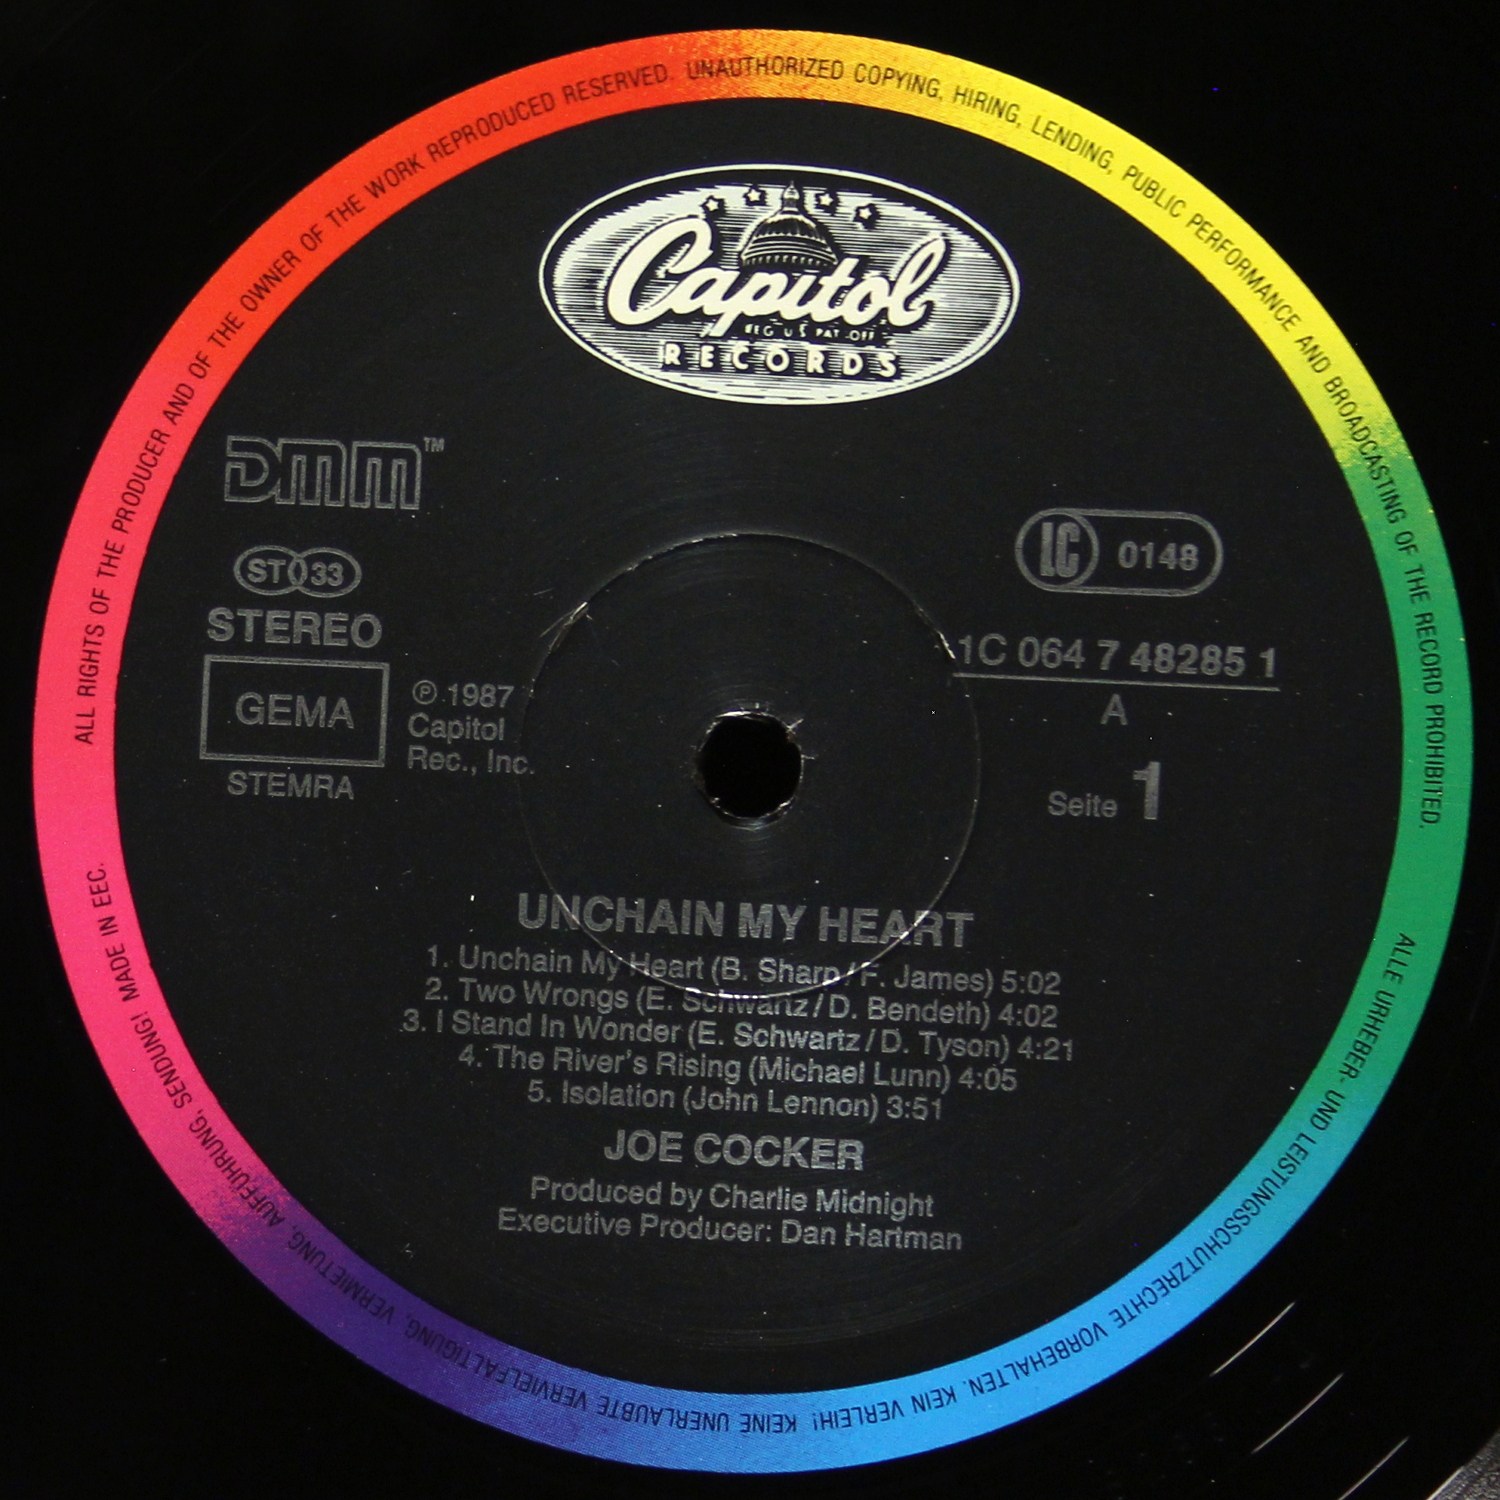 ALL RIGHTS OF THE PRODUCER AND OF THE OWNER OF THE WORK REPRODUCED RESERVED. UNAUTHORIZED COPYING, HIRING, LENDING, PUBLIC PERFORMANCE AND BROADCASTING OF THE RECORD PROHIBITED.
Capitol
REG. U.S. PAT. OFF.
RECORDS
DMM™
LC 0148
ST 33
STEREO
GEMA
STEMRA
℗ 1987
Capitol
Rec., Inc.
1C 064 7 48285 1
A
Seite 1
UNCHAIN MY HEART
1. Unchain My Heart (B. Sharp/F. James) 5:02
2. Two Wrongs (E. Schwartz/D. Bendeth) 4:02
3. I Stand In Wonder (E. Schwartz/D. Tyson) 4:21
4. The River's Rising (Michael Lunn) 4:05
5. Isolation (John Lennon) 3:51
JOE COCKER
Produced by Charlie Midnight
Executive Producer: Dan Hartman
ALLE URHEBER- UND LEISTUNGSSCHUTZRECHTE VORBEHALTEN. KEIN VERLEIH! KEINE UNERLAUBTE VERVIELFÄLTIGUNG, VERMIETUNG, AUFFÜHRUNG, SENDUNG! MADE IN EEC.